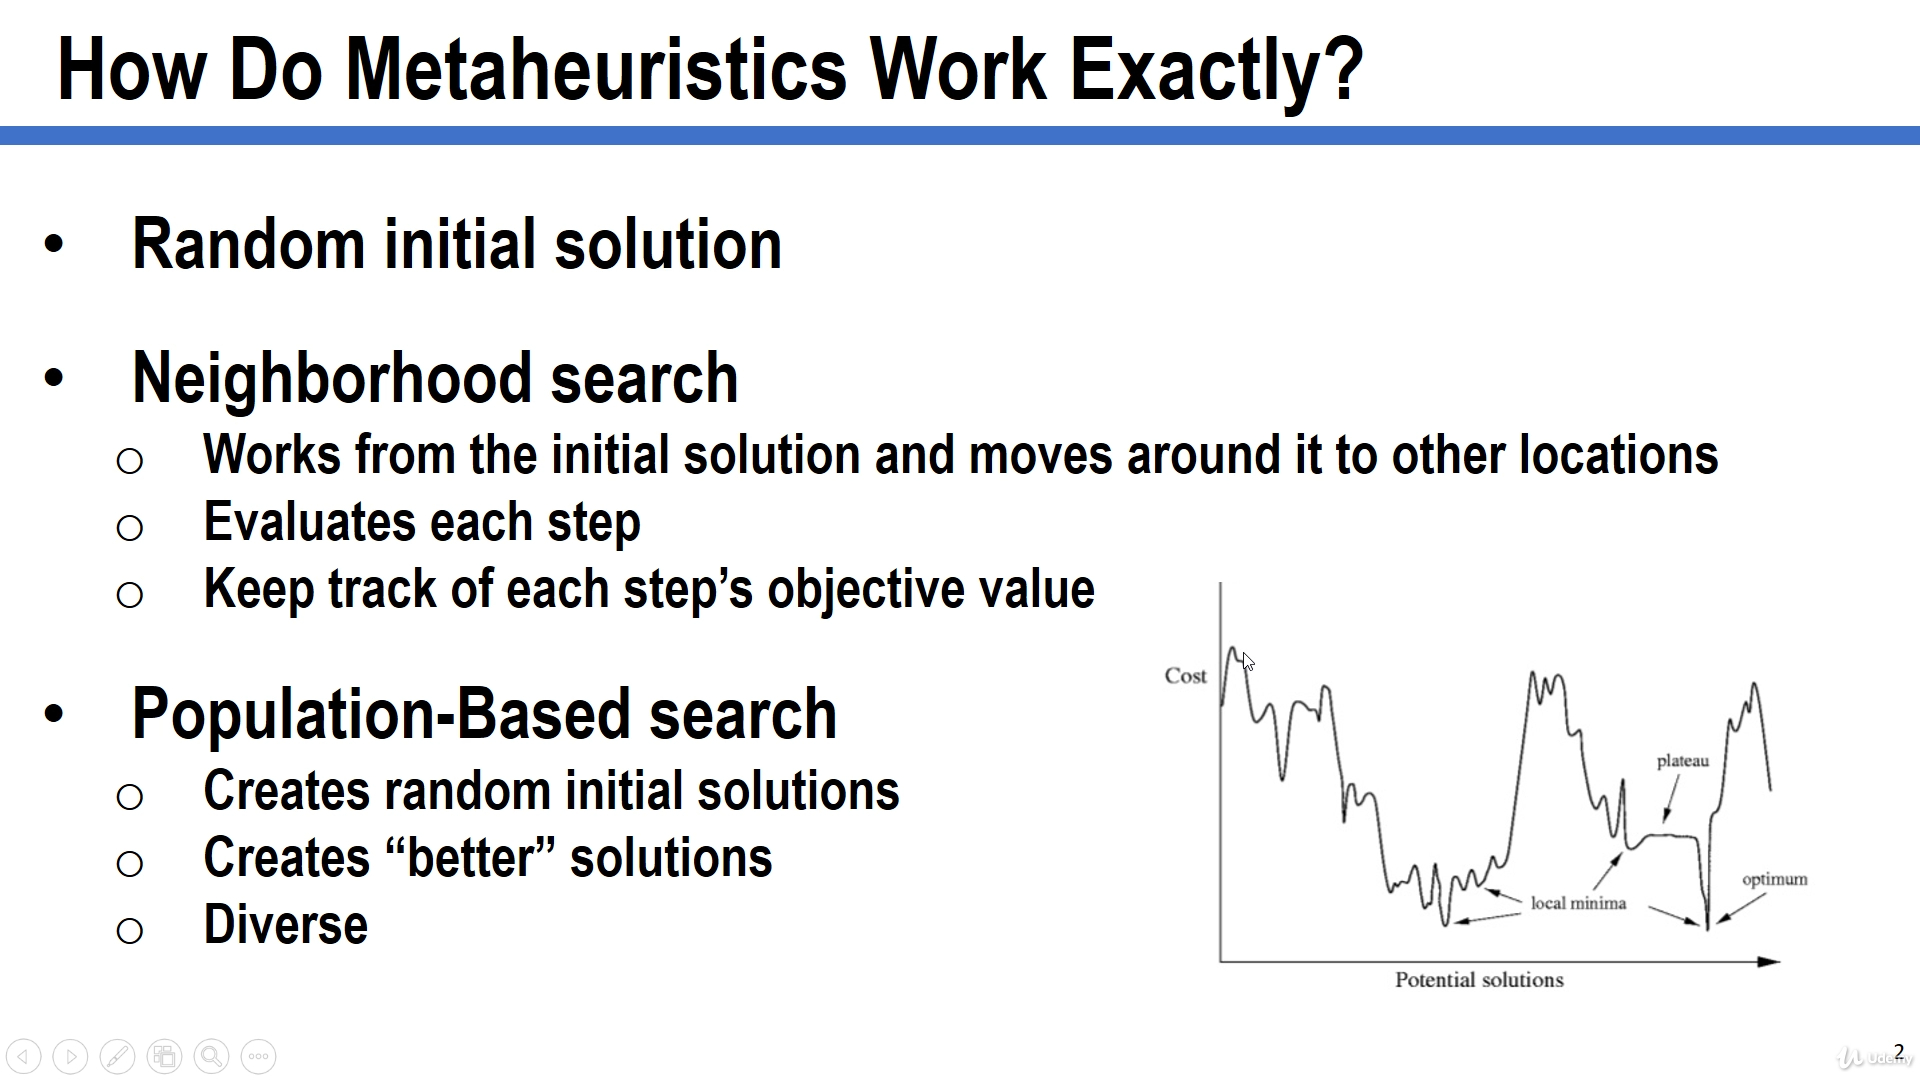 How Do Metaheuristics Work Exactly?
• Random initial solution
• Neighborhood search
o Works from the initial solution and moves around it to other locations
o Evaluates each step
o Keep track of each step’s objective value
• Population-Based search
o Creates random initial solutions
o Creates “better” solutions
o Diverse
Cost
plateau
optimum
local minima
Potential solutions
2
Udemy